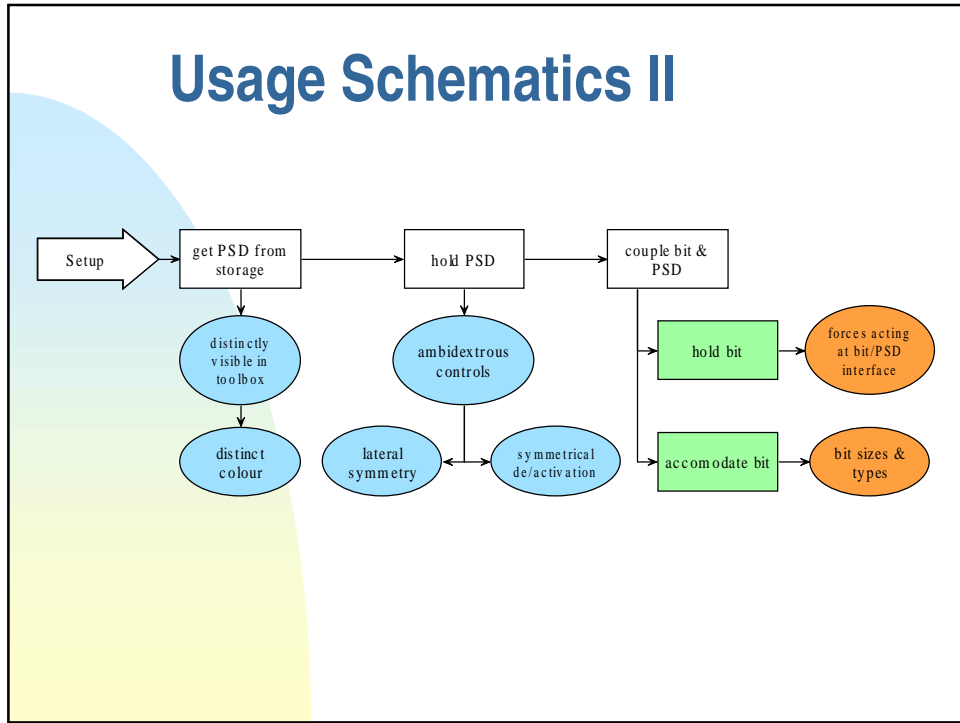 Usage Schematics II
Setup
get PSD from
storage
hold PSD
couple bit &
PSD
distinctly
visible in
toolbox
ambidextrous
controls
hold bit
forces acting
at bit/PSD
interface
distinct
colour
lateral
symmetry
symmetrical
de/activation
accomodate bit
bit sizes &
types